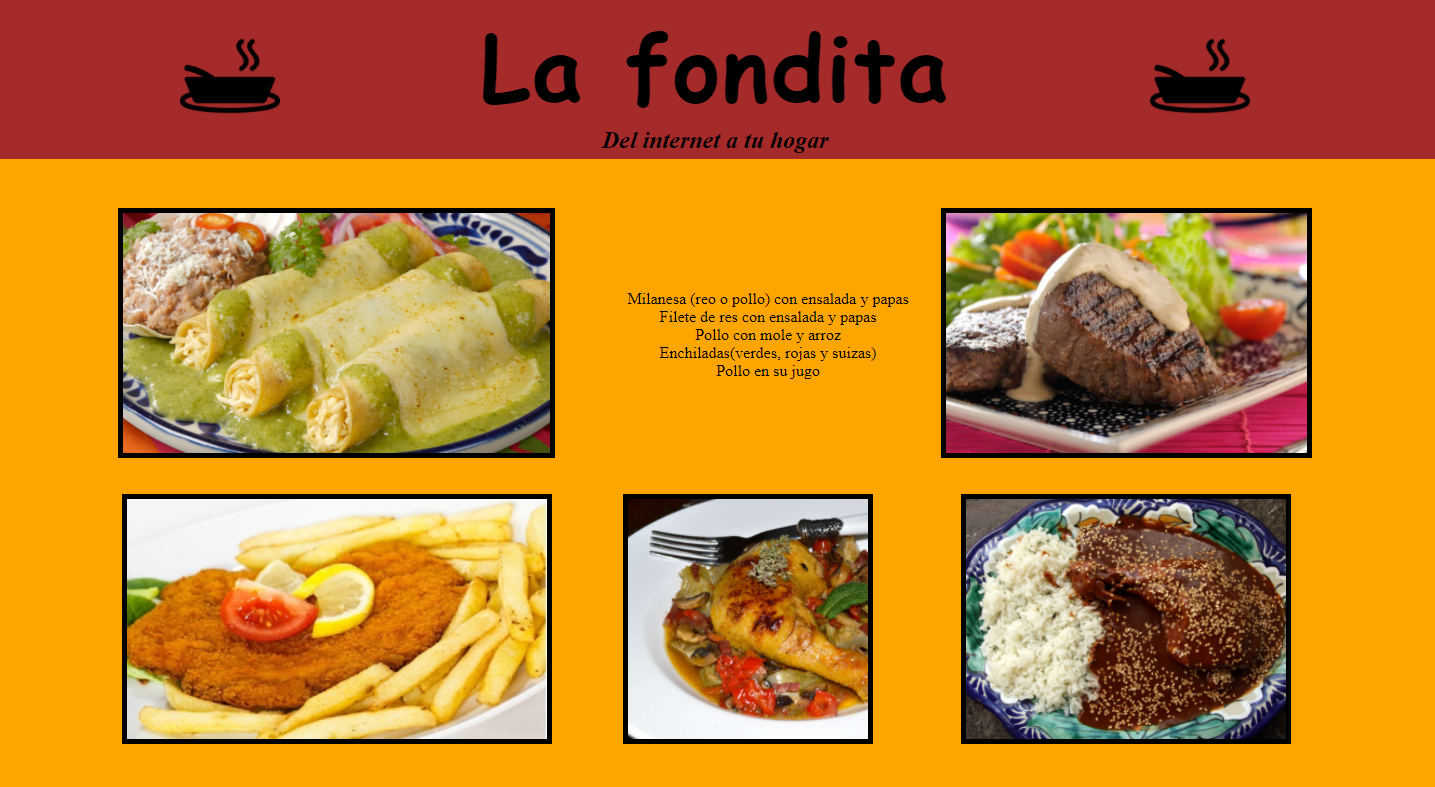 La fondita
Del internet a tu hogar
Milanesa (reo o pollo) con ensalada y papas
Filete de res con ensalada y papas
Pollo con mole y arroz
Enchiladas(verdes, rojas y suizas)
Pollo en su jugo